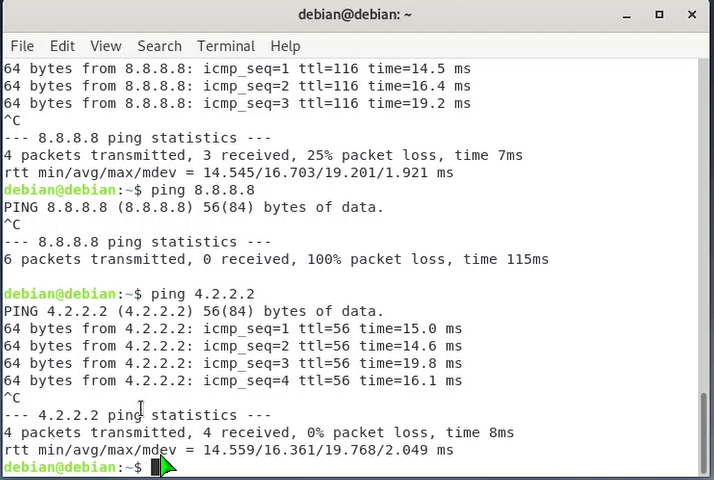 debian@debian: ~
File Edit View Search Terminal Help
64 bytes from 8.8.8.8: icmp_seq=1 ttl=116 time=14.5 ms
64 bytes from 8.8.8.8: icmp_seq=2 ttl=116 time=16.4 ms
64 bytes from 8.8.8.8: icmp_seq=3 ttl=116 time=19.2 ms
^C
--- 8.8.8.8 ping statistics ---
4 packets transmitted, 3 received, 25% packet loss, time 7ms
rtt min/avg/max/mdev = 14.545/16.703/19.201/1.921 ms
debian@debian:~$ ping 8.8.8.8
PING 8.8.8.8 (8.8.8.8) 56(84) bytes of data.
^C
--- 8.8.8.8 ping statistics ---
6 packets transmitted, 0 received, 100% packet loss, time 115ms
debian@debian:~$ ping 4.2.2.2
PING 4.2.2.2 (4.2.2.2) 56(84) bytes of data.
64 bytes from 4.2.2.2: icmp_seq=1 ttl=56 time=15.0 ms
64 bytes from 4.2.2.2: icmp_seq=2 ttl=56 time=14.6 ms
64 bytes from 4.2.2.2: icmp_seq=3 ttl=56 time=19.8 ms
64 bytes from 4.2.2.2: icmp_seq=4 ttl=56 time=16.1 ms
^C
--- 4.2.2.2 ping statistics ---
4 packets transmitted, 4 received, 0% packet loss, time 8ms
rtt min/avg/max/mdev = 14.559/16.361/19.768/2.049 ms
debian@debian:~$